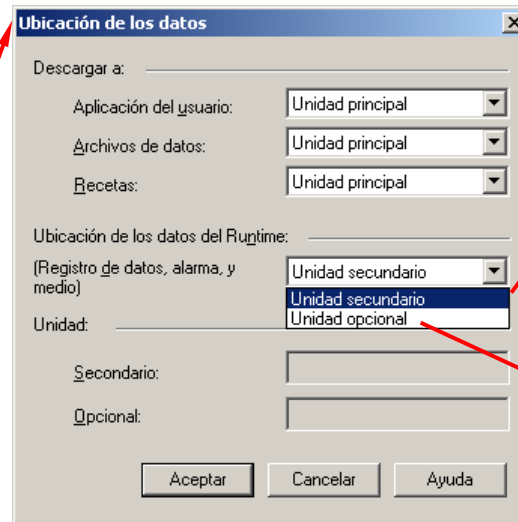 Ubicación de los datos
Descargar a:
Aplicación del usuario: Unidad principal
Archivos de datos: Unidad principal
Recetas: Unidad principal
Ubicación de los datos del Runtime:
(Registro de datos, alarma, y Unidad secundario
medio) Unidad secundario
Unidad: Unidad opcional
Secondario:
Opcional:
Aceptar Cancelar Ayuda